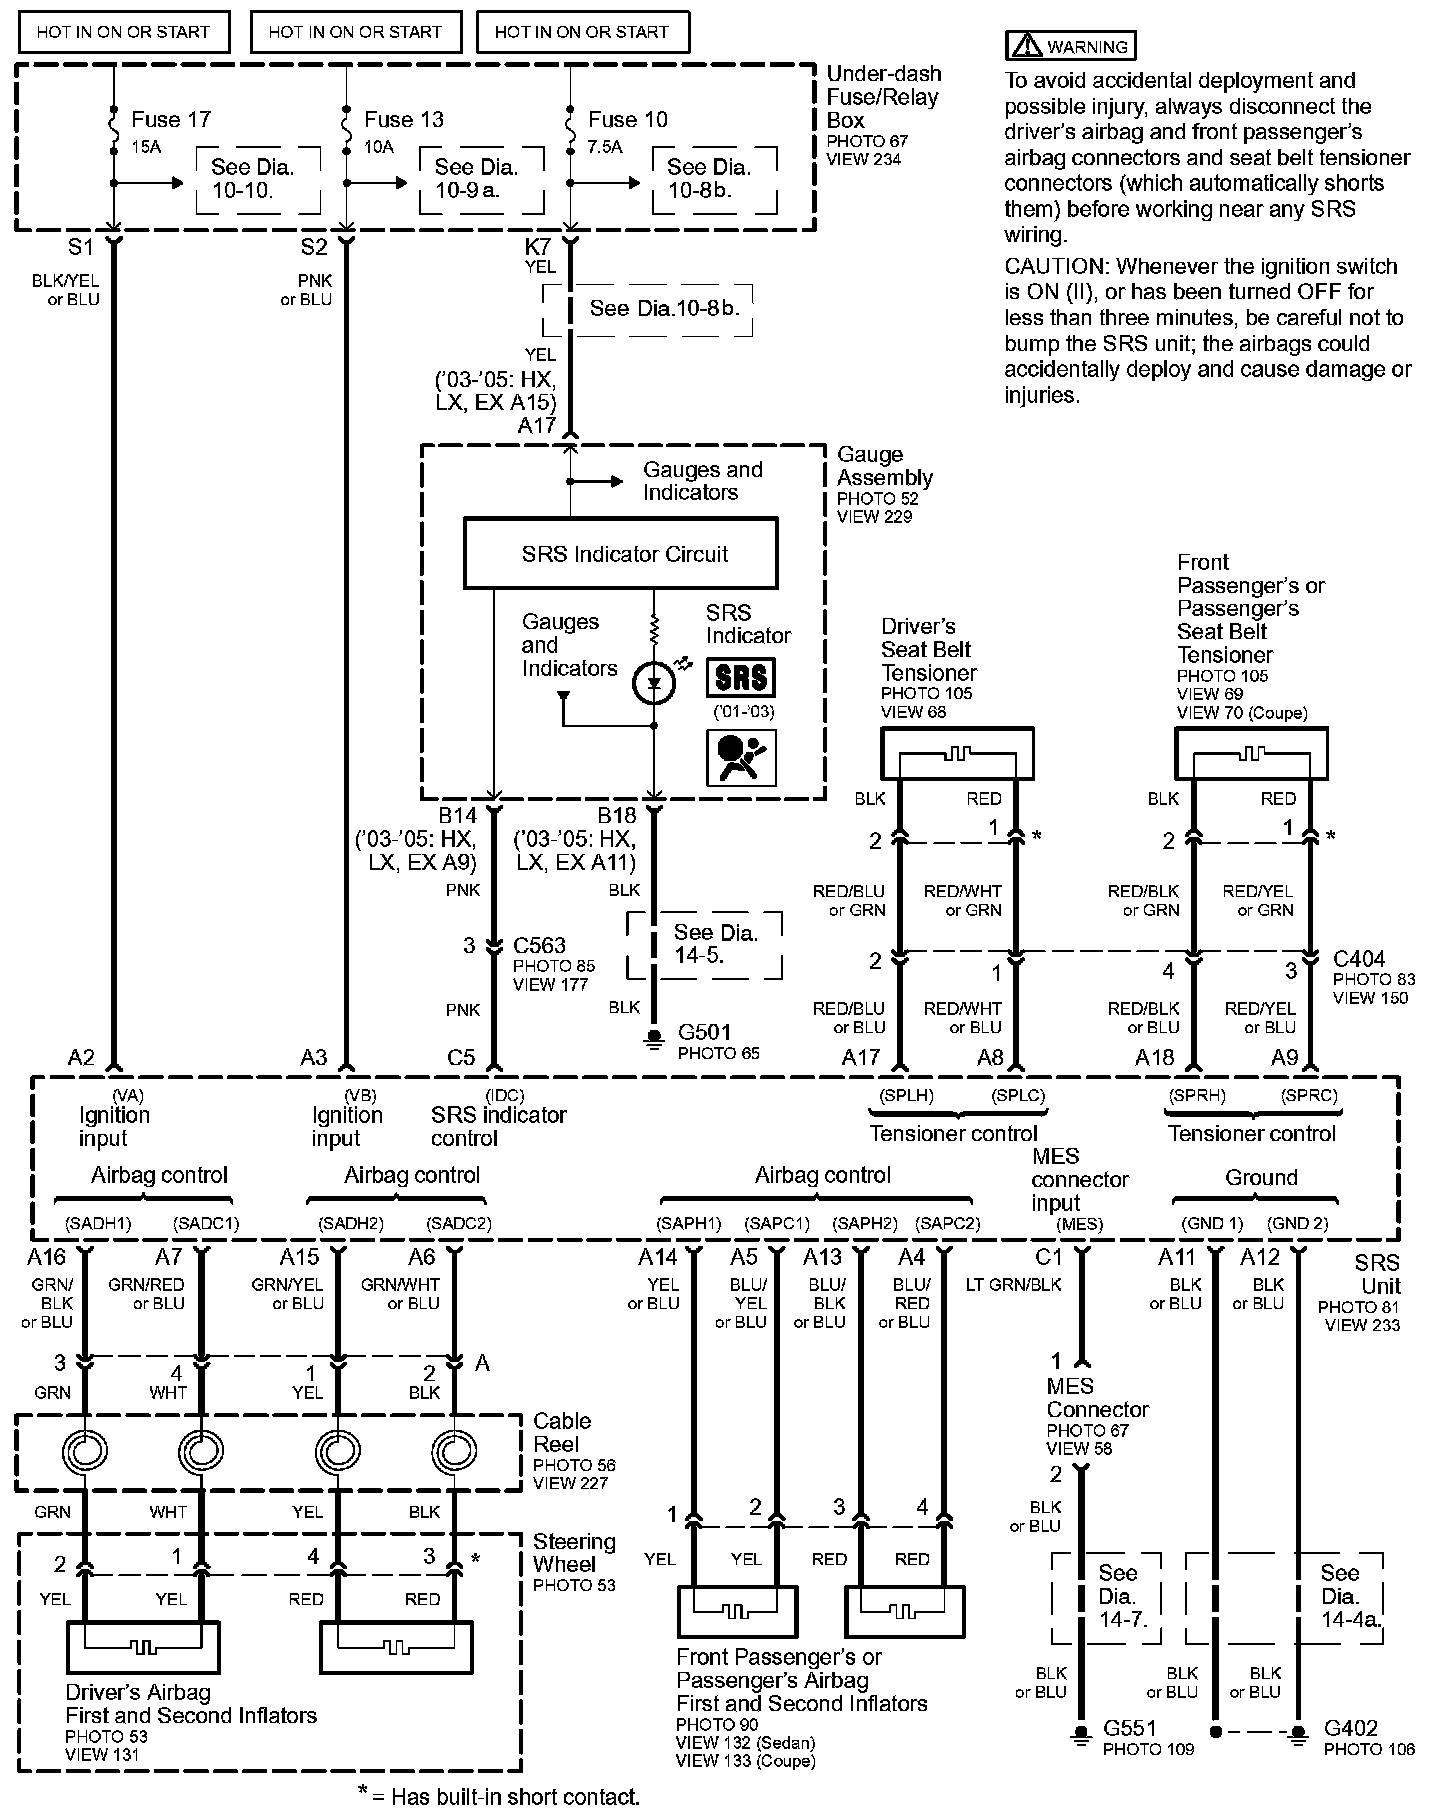 HOT IN ON OR START
HOT IN ON OR START
HOT IN ON OR START
WARNING
To avoid accidental deployment and
possible injury, always disconnect the
driver's airbag and front passenger's
airbag connectors and seat belt tensioner
connectors (which automatically shorts
them) before working near any SRS
wiring.
CAUTION: Whenever the ignition switch
is ON (II), or has been turned OFF for
less than three minutes, be careful not to
bump the SRS unit; the airbags could
accidentally deploy and cause damage or
injuries.
Under-dash
Fuse/Relay
Box
PHOTO 67
VIEW 234
Fuse 17
15A
See Dia.
10-10.
Fuse 13
10A
See Dia.
10-9a.
Fuse 10
7.5A
See Dia.
10-8b.
S1
BLK/YEL
or BLU
S2
PNK
or BLU
K7
YEL
See Dia.10-8b.
YEL
('03-'05: HX,
LX, EX A15)
A17
Gauge
Assembly
PHOTO 52
VIEW 229
Gauges and
Indicators
SRS Indicator Circuit
Gauges
and
Indicators
SRS
Indicator
SRS
('01-'03)
Driver's
Seat Belt
Tensioner
PHOTO 105
VIEW 68
Front
Passenger's or
Passenger's
Seat Belt
Tensioner
PHOTO 105
VIEW 69
VIEW 70 (Coupe)
B14
('03-'05: HX,
LX, EX A9)
PNK
B18
('03-'05: HX,
LX, EX A11)
BLK
3
C563
PHOTO 85
VIEW 177
PNK
See Dia.
14-5.
BLK
G501
PHOTO 65
BLK
RED
BLK
RED
2
1
*
2
1
*
RED/BLU
or GRN
RED/WHT
or GRN
RED/BLK
or GRN
RED/YEL
or GRN
2
1
4
3
C404
PHOTO 83
VIEW 150
RED/BLU
or BLU
RED/WHT
or BLU
RED/BLK
or BLU
RED/YEL
or BLU
A2
A3
C5
A17
A8
A18
A9
(VA)
Ignition
input
(VB)
Ignition
input
(IDC)
SRS indicator
control
(SPLH)
(SPLC)
Tensioner control
(SPRH)
(SPRC)
Tensioner control
Airbag control
Airbag control
Airbag control
MES
connector
input
(MES)
Ground
(SADH1)
(SADC1)
(SADH2)
(SADC2)
(SAPH1)
(SAPC1)
(SAPH2)
(SAPC2)
(GND 1)
(GND 2)
A16
A7
A15
A6
A14
A5
A13
A4
C1
A11
A12
SRS
Unit
PHOTO 81
VIEW 233
GRN/
BLK
or BLU
GRN/RED
or BLU
GRN/YEL
or BLU
GRN/WHT
or BLU
YEL
or BLU
BLU/
YEL
or BLU
BLU/
BLK
or BLU
BLU/
RED
or BLU
LT GRN/BLK
BLK
or BLU
BLK
or BLU
3
4
1
2
A
GRN
WHT
YEL
BLK
1
MES
Connector
PHOTO 67
VIEW 58
2
BLK
or BLU
Cable
Reel
PHOTO 56
VIEW 227
GRN
WHT
YEL
BLK
Steering
Wheel
PHOTO 53
2
1
4
3
*
YEL
YEL
RED
RED
1
2
3
4
YEL
YEL
RED
RED
See
Dia.
14-7.
See
Dia.
14-4a.
Driver's Airbag
First and Second Inflators
PHOTO 53
VIEW 131
Front Passenger's or
Passenger's Airbag
First and Second Inflators
PHOTO 90
VIEW 132 (Sedan)
VIEW 133 (Coupe)
BLK
or BLU
BLK
or BLU
BLK
or BLU
G551
PHOTO 109
G402
PHOTO 106
* = Has built-in short contact.